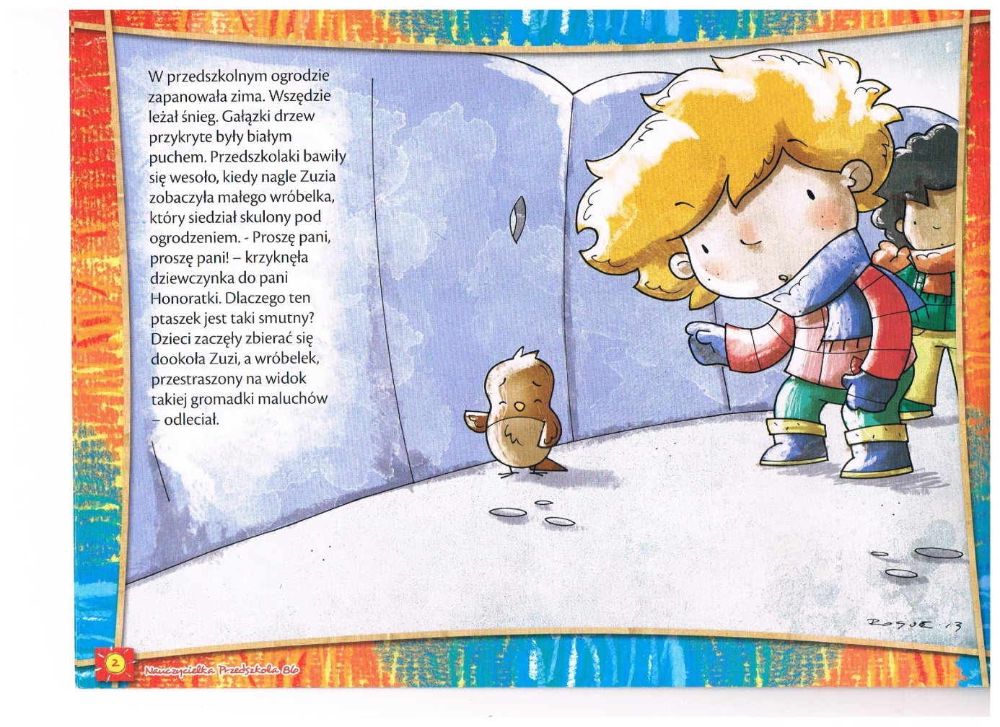 W przedszkolnym ogrodzie
zapanowała zima. Wszędzie
leżał śnieg. Gałązki drzew
przykryte były białym
puchem. Przedszkolaki bawiły
się wesoło, kiedy nagle Zuzia
zobaczyła małego wróbelka,
który siedział skulony pod
ogrodzeniem. - Proszę pani,
proszę pani! – krzyknęła
dziewczynka do pani
Honoratki. Dlaczego ten
ptaszek jest taki smutny?
Dzieci zaczęły zbierać się
dookoła Zuzi, a wróbelek,
przestraszony na widok
takiej gromadki maluchów
– odleciał.
ROGUE . 13
2
Nauczycielka Przedszkola 86